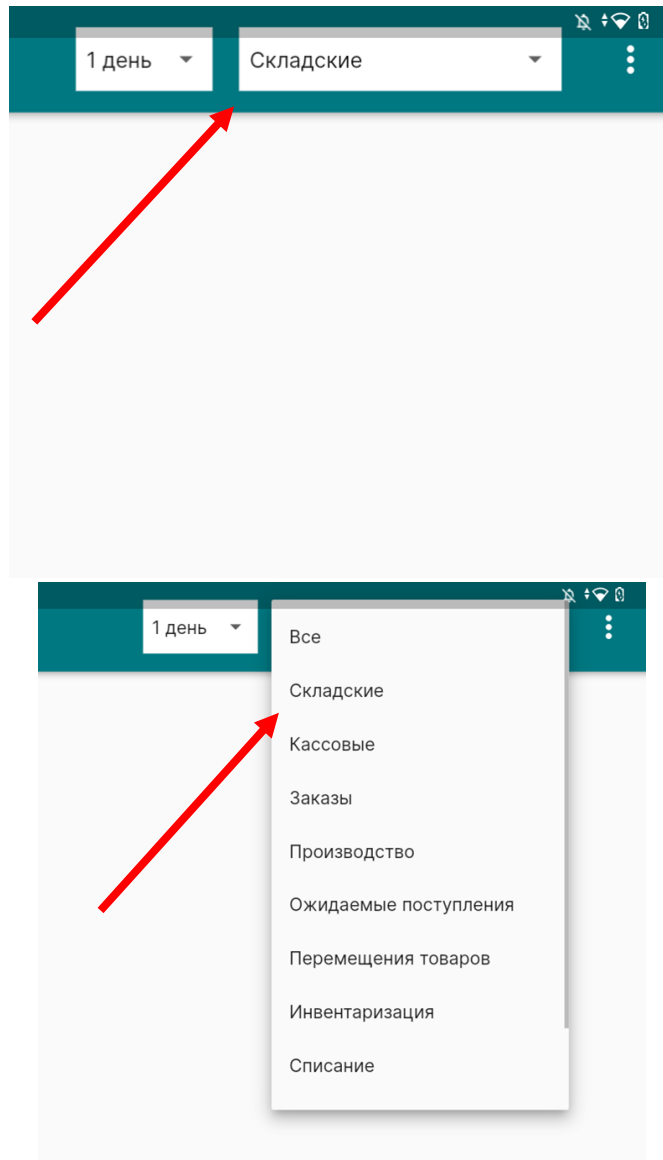 1 день
Складские
1 день
Все
Складские
Кассовые
Заказы
Производство
Ожидаемые поступления
Перемещения товаров
Инвентаризация
Списание